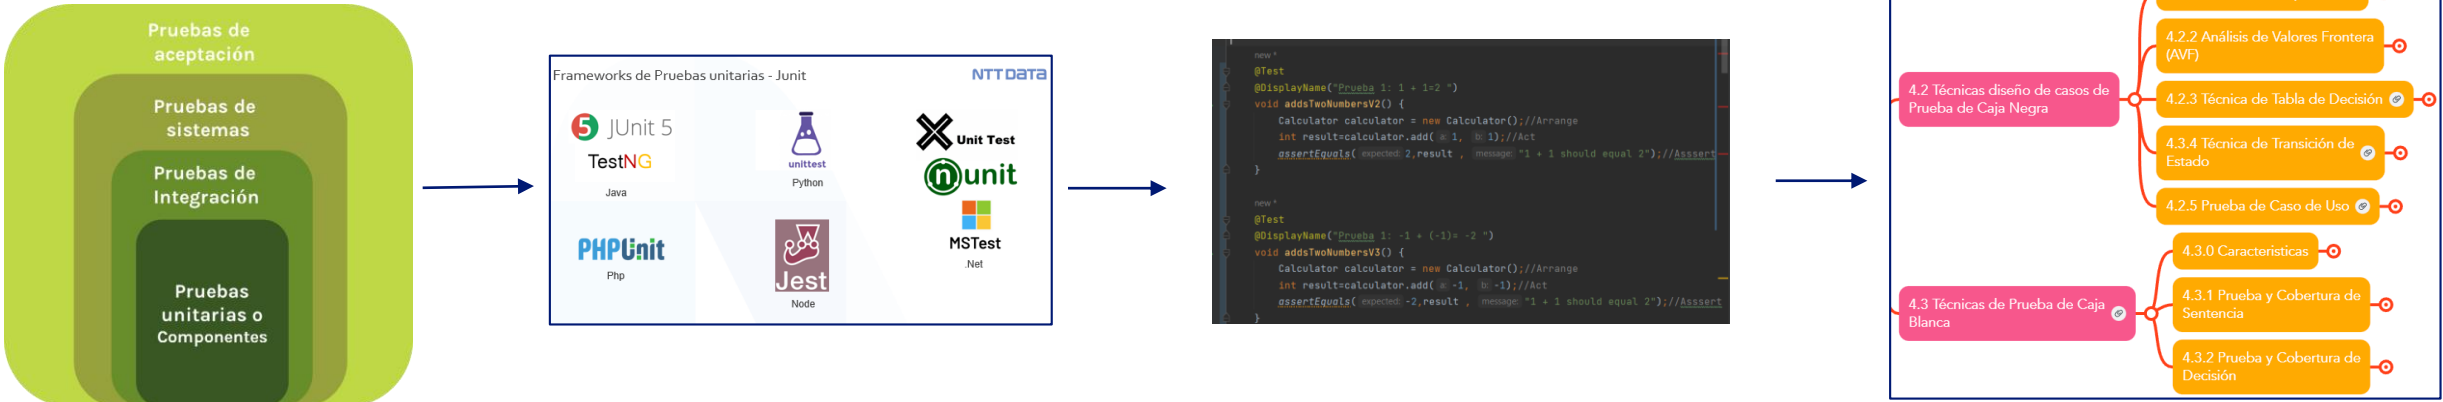 Pruebas de
aceptación
Pruebas de
sistemas
Pruebas de
Integración
Pruebas
unitarias o
Componentes
Frameworks de Pruebas unitarias - Junit
NTT DATA
5 JUnit 5
TestNG
Java
unittest
Python
X Unit Test
nunit
MSTest
.Net
PHPUnit
Php
Jest
Node
new *
@Test
@DisplayName("Prueba 1: 1 + 1=2 ")
void addsTwoNumbersV2() {
Calculator calculator = new Calculator();//Arrange
int result=calculator.add( a: 1, b: 1);//Act
assertEquals( expected: 2,result , message: "1 + 1 should equal 2");//Asssert
}
new *
@Test
@DisplayName("Prueba 1: -1 + (-1)= -2 ")
void addsTwoNumbersV3() {
Calculator calculator = new Calculator();//Arrange
int result=calculator.add( a: -1, b: -1);//Act
assertEquals( expected: -2,result , message: "1 + 1 should equal 2");//Asssert
}
4.2 Técnicas diseño de casos de
Prueba de Caja Negra
4.2.2 Análisis de Valores Frontera
(AVF)
4.2.3 Técnica de Tabla de Decisión
4.3.4 Técnica de Transición de
Estado
4.2.5 Prueba de Caso de Uso
4.3 Técnicas de Prueba de Caja
Blanca
4.3.0 Caracteristicas
4.3.1 Prueba y Cobertura de
Sentencia
4.3.2 Prueba y Cobertura de
Decisión